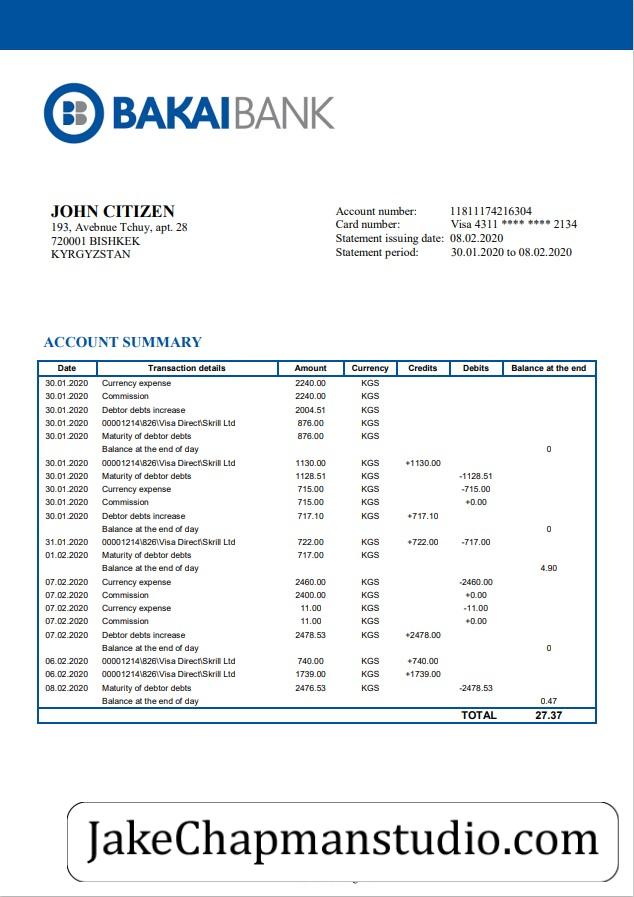 BAKAIBANK
JOHN CITIZEN
193, Avebnue Tchuy, apt. 28
720001 BISHKEK
KYRGYZSTAN
Account number: 11811174216304
Card number: Visa 4311 **** **** 2134
Statement issuing date: 08.02.2020
Statement period: 30.01.2020 to 08.02.2020
ACCOUNT SUMMARY
Date Transaction details Amount Currency Credits Debits Balance at the end
30.01.2020 Currency expense 2240.00 KGS
30.01.2020 Commission 2240.00 KGS
30.01.2020 Debtor debts increase 2004.51 KGS
30.01.2020 00001214\826\Visa Direct\Skrill Ltd 876.00 KGS
30.01.2020 Maturity of debtor debts 876.00 KGS
Balance at the end of day 0
30.01.2020 00001214\826\Visa Direct\Skrill Ltd 1130.00 KGS +1130.00
30.01.2020 Maturity of debtor debts 1128.51 KGS -1128.51
30.01.2020 Currency expense 715.00 KGS -715.00
30.01.2020 Commission 715.00 KGS +0.00
30.01.2020 Debtor debts increase 717.10 KGS +717.10
Balance at the end of day 0
31.01.2020 00001214\826\Visa Direct\Skrill Ltd 722.00 KGS +722.00 -717.00
01.02.2020 Maturity of debtor debts 717.00 KGS
Balance at the end of day 4.90
07.02.2020 Currency expense 2460.00 KGS -2460.00
07.02.2020 Commission 2400.00 KGS +0.00
07.02.2020 Currency expense 11.00 KGS -11.00
07.02.2020 Commission 11.00 KGS +0.00
07.02.2020 Debtor debts increase 2478.53 KGS +2478.00
Balance at the end of day 0
06.02.2020 00001214\826\Visa Direct\Skrill Ltd 740.00 KGS +740.00
06.02.2020 00001214\826\Visa Direct\Skrill Ltd 1739.00 KGS +1739.00
08.02.2020 Maturity of debtor debts 2476.53 KGS -2478.53
Balance at the end of day 0.47
TOTAL 27.37
JakeChapmanstudio.com